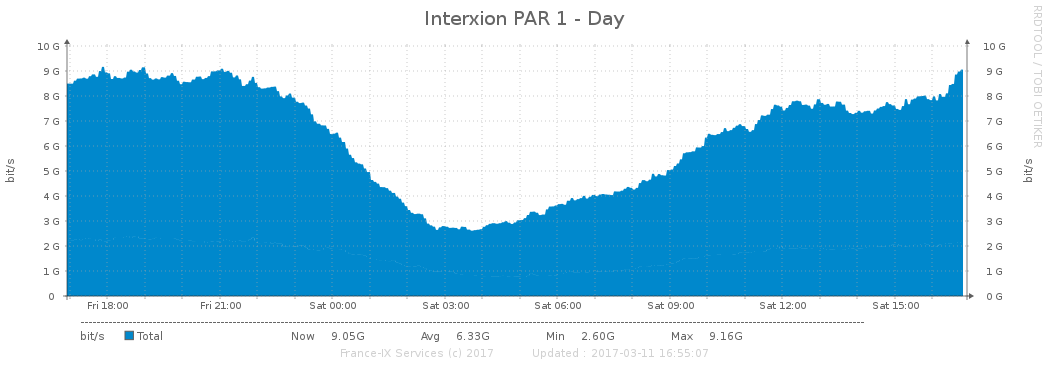 Interxion PAR 1 - Day
RRDTOOL / TOBI OETIKER
10 G 10 G
9 G 9 G
8 G 8 G
7 G 7 G
6 G 6 G
5 G 5 G
4 G 4 G
3 G 3 G
2 G 2 G
1 G 1 G
0 0 G
bit/s bit/s
Fri 18:00 Fri 21:00 Sat 00:00 Sat 03:00 Sat 06:00 Sat 09:00 Sat 12:00 Sat 15:00
bit/s Total Now 9.05G Avg 6.33G Min 2.60G Max 9.16G
France-IX Services (c) 2017 Updated : 2017-03-11 16:55:07